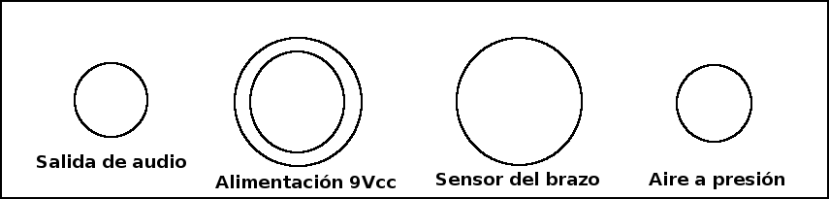 Salida de audio
Alimentación 9Vcc
Sensor del brazo
Aire a presión